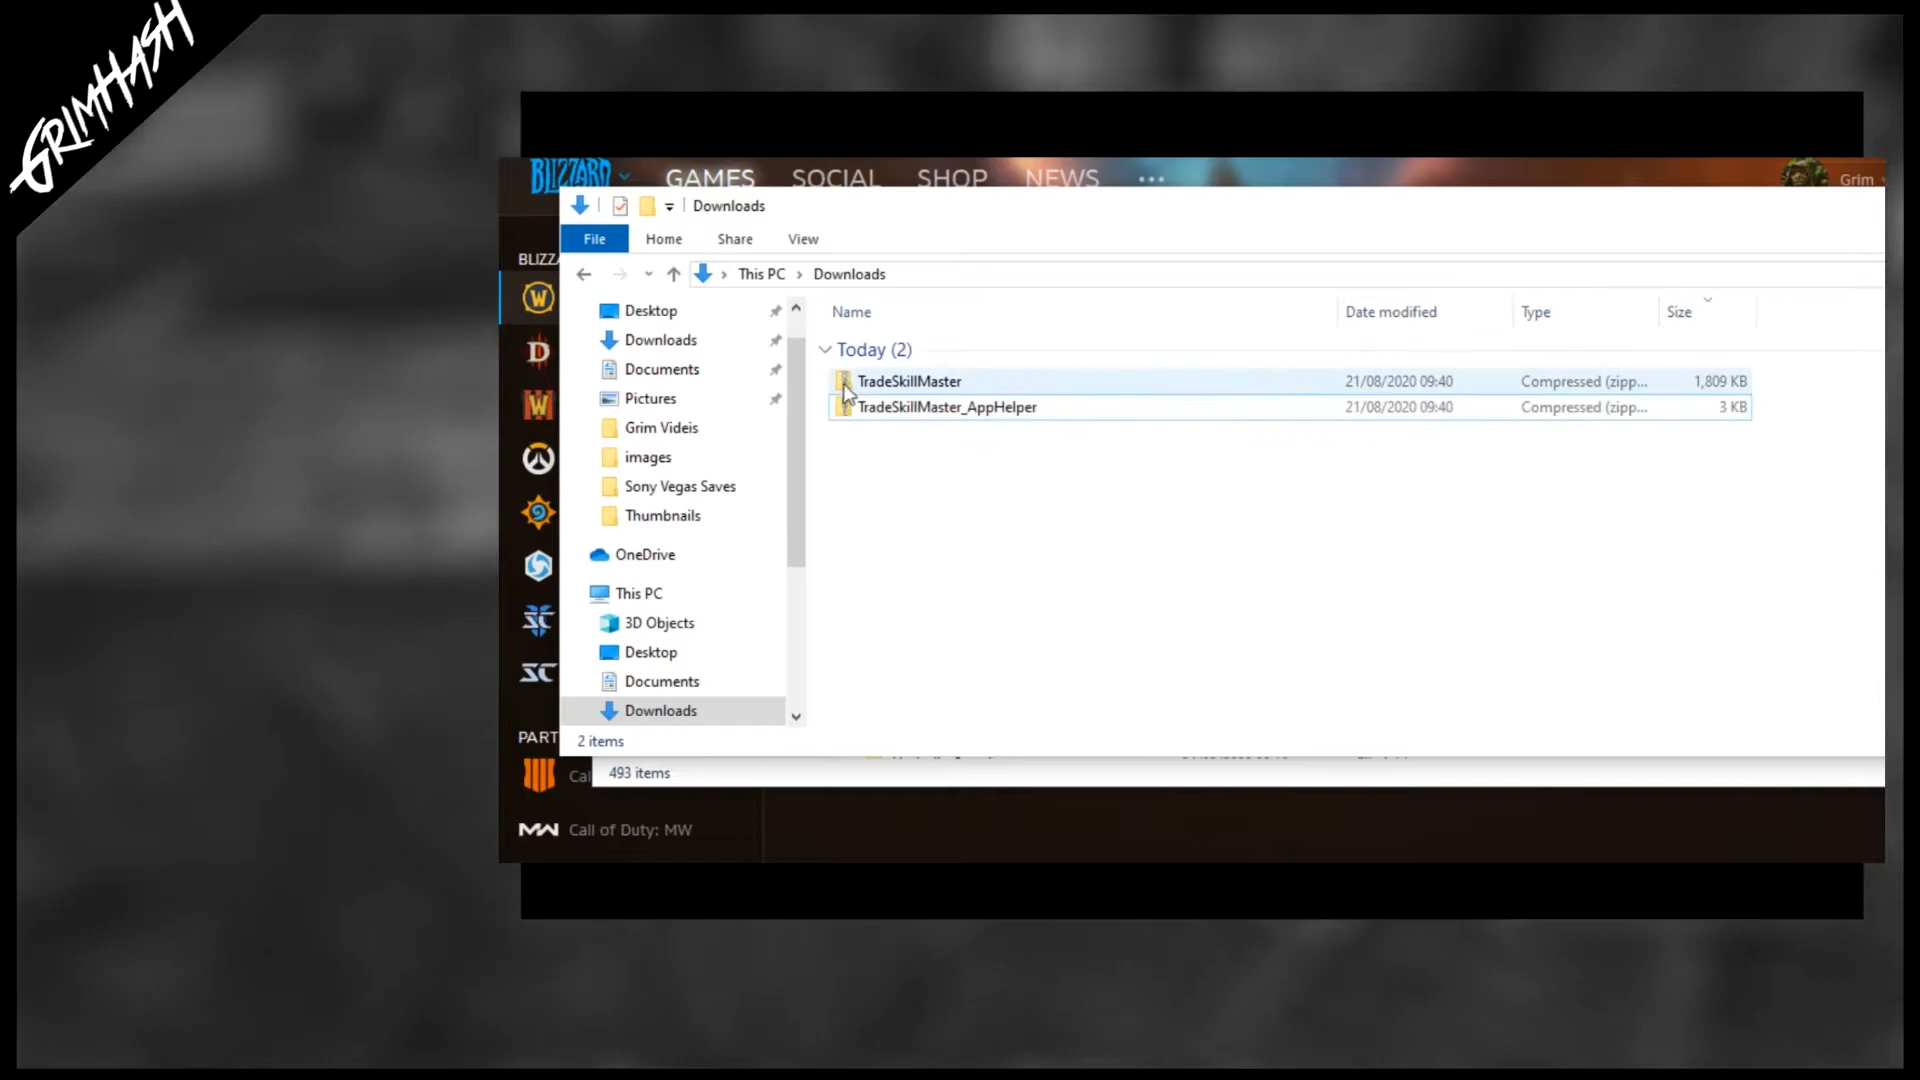 GRIMHASH
BLIZZARD GAMES SOCIAL SHOP NEWS ••• Grim
Downloads
File Home Share View
BLIZZ
This PC > Downloads
Name Date modified Type Size
Desktop
Downloads
Documents
Pictures
Grim Videis
images
Sony Vegas Saves
Thumbnails
OneDrive
This PC
3D Objects
Desktop
Documents
Downloads
Today (2)
TradeSkillMaster 21/08/2020 09:40 Compressed (zipp... 1,809 KB
TradeSkillMaster_AppHelper 21/08/2020 09:40 Compressed (zipp... 3 KB
2 items
PART
493 items
Cal
Call of Duty: MW